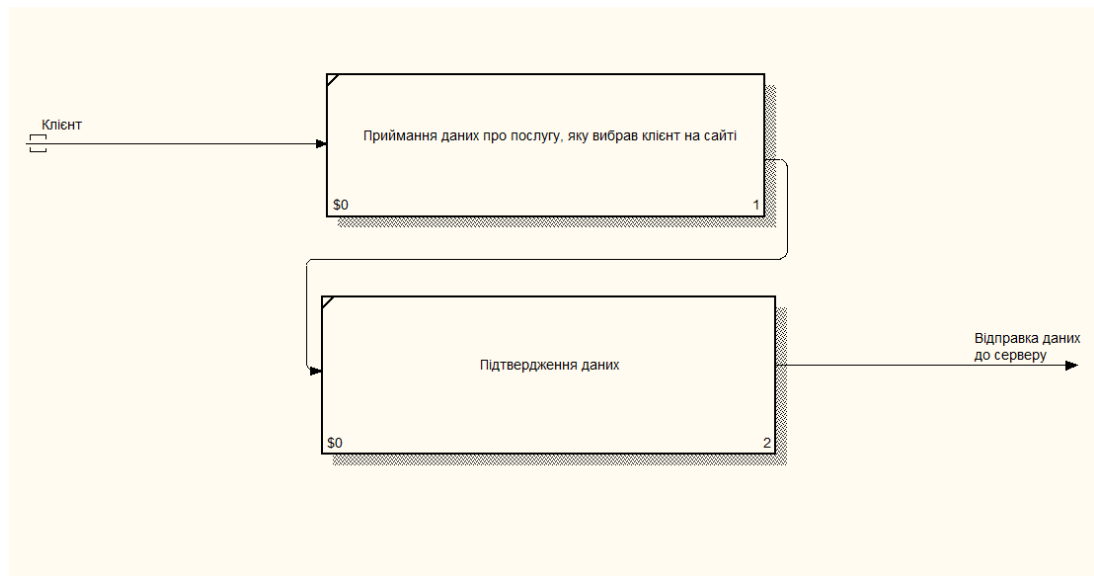 Клієнт
Приймання даних про послугу, яку вибрав клієнт на сайті
$0
1
Підтвердження даних
Відправка даних
до серверу
$0
2